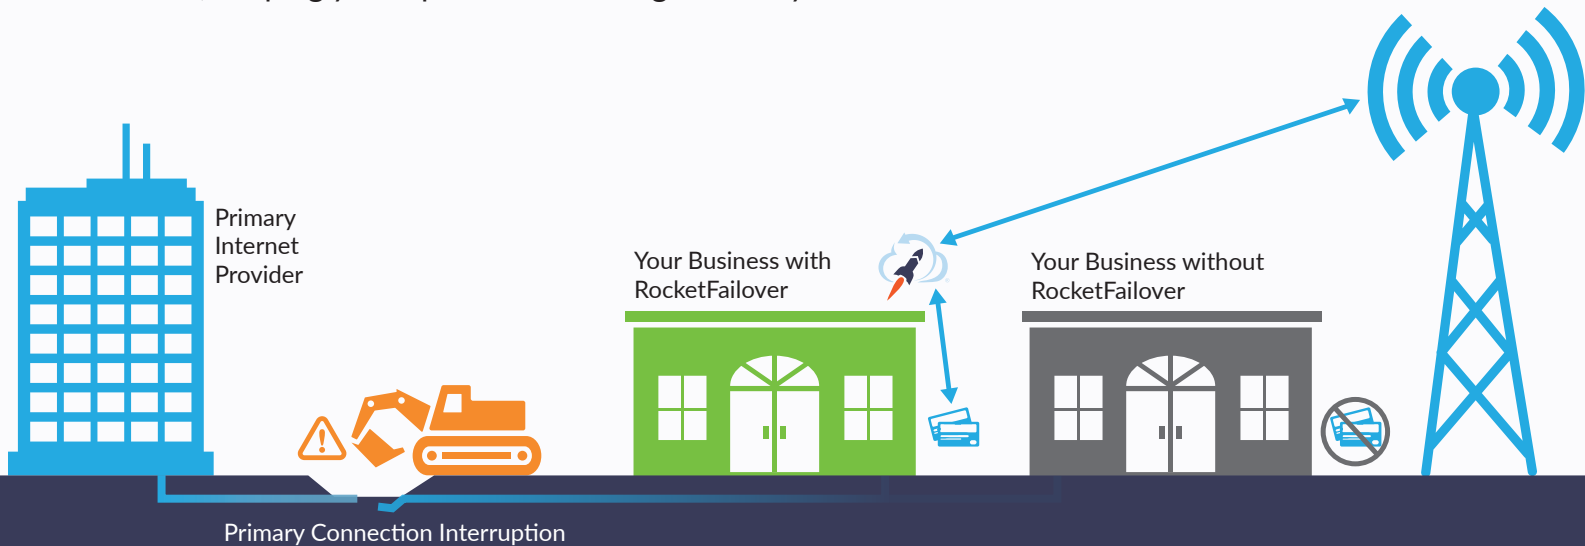 Primary
Internet
Provider
Your Business with
RocketFailover
Your Business without
RocketFailover
Primary Connection Interruption